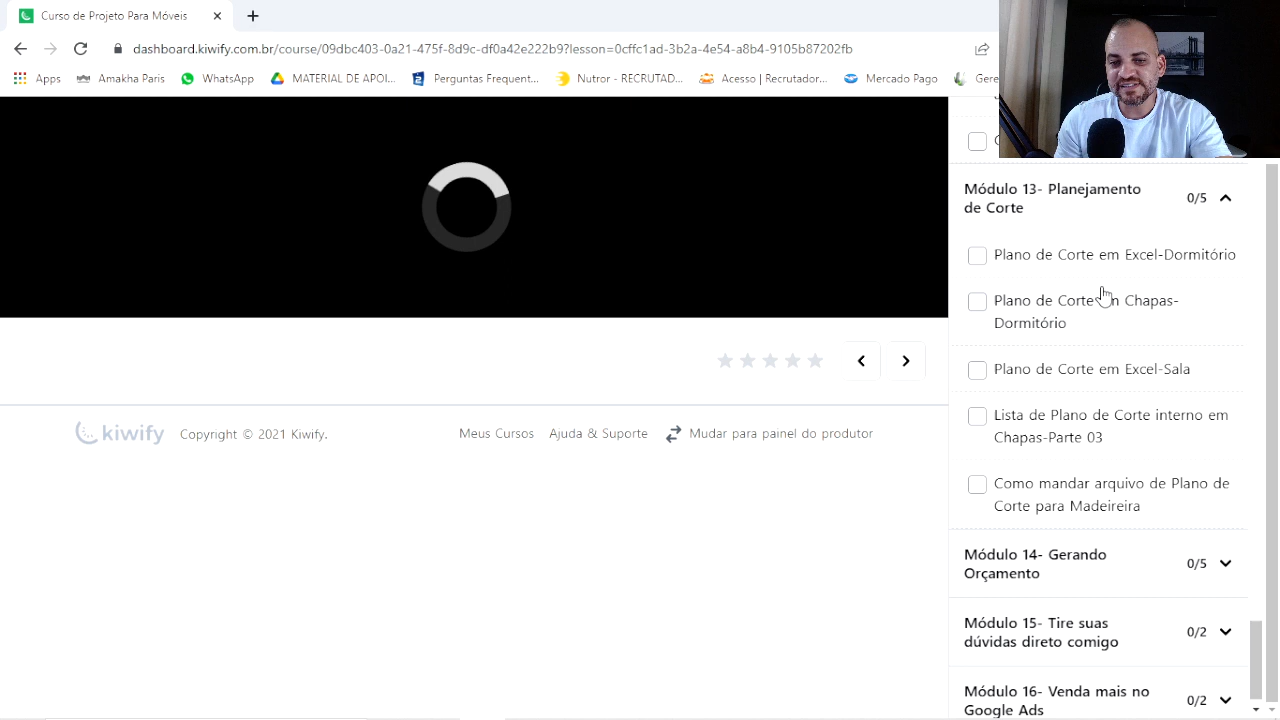 Curso de Projeto Para Móveis
dashboard.kiwify.com.br/course/09dbc403-0a21-475f-8d9c-df0a42e222b9?lesson=0cffc1ad-3b2a-4e54-a8b4-9105b87202fb
Apps Amakha Paris WhatsApp MATERIAL DE APOI... Perguntas Frequent... Nutror - RECRUTAD... Acesso | Recrutador... Mercado Pago Gere
Módulo 13- Planejamento
de Corte
0/5
Plano de Corte em Excel-Dormitório
Plano de Corte em Chapas-
Dormitório
Plano de Corte em Excel-Sala
Lista de Plano de Corte interno em
Chapas-Parte 03
Como mandar arquivo de Plano de
Corte para Madeireira
Módulo 14- Gerando
Orçamento
0/5
Módulo 15- Tire suas
dúvidas direto comigo
0/2
Módulo 16- Venda mais no
Google Ads
0/2
kiwify Copyright © 2021 Kiwify.
Meus Cursos Ajuda & Suporte Mudar para painel do produtor